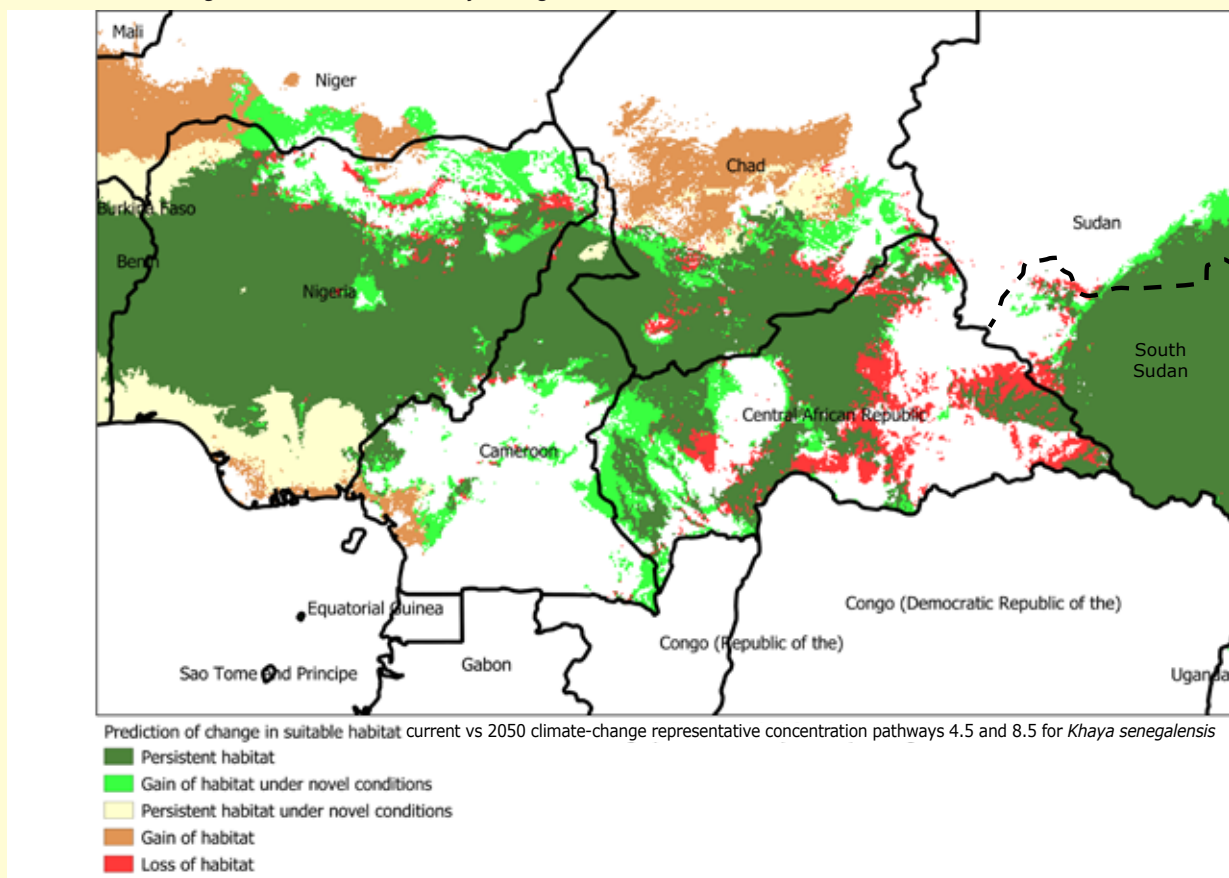 Mali
Niger
Chad
Burkina Faso
Sudan
Benin
Nigeria
South
Sudan
Central African Republic
Cameroon
Equatorial Guinea
Congo (Democratic Republic of the)
Congo (Republic of the)
Gabon
Sao Tome and Principe
Uganda
Prediction of change in suitable habitat current vs 2050 climate-change representative concentration pathways 4.5 and 8.5 for Khaya senegalensis
Persistent habitat
Gain of habitat under novel conditions
Persistent habitat under novel conditions
Gain of habitat
Loss of habitat